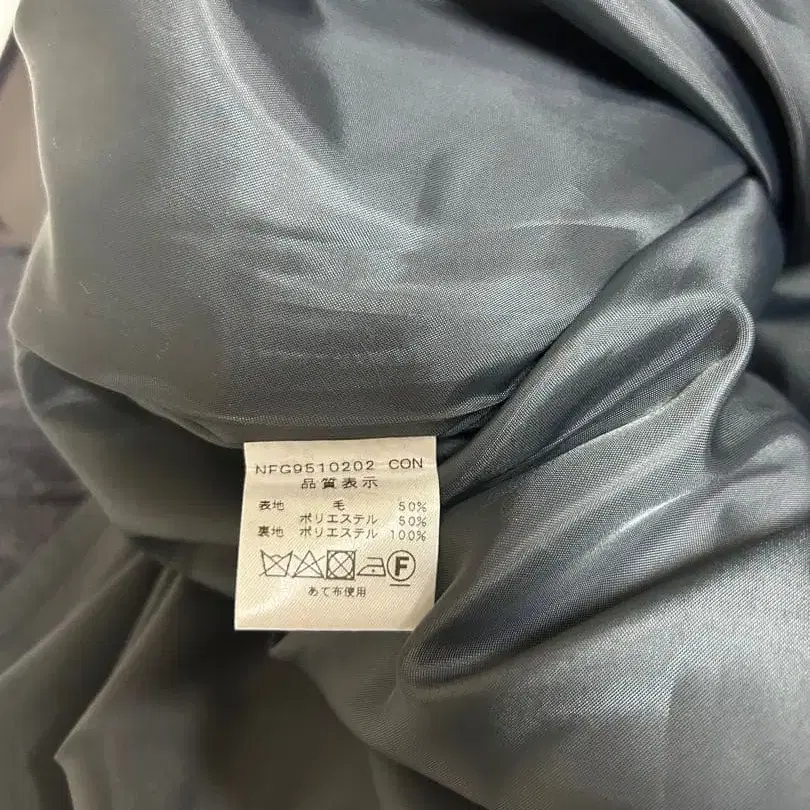 NFG9510202 CON
品質表示
表地 毛 50%
ポリエステル 50%
裏地 ポリエステル 100%
F
あて布使用